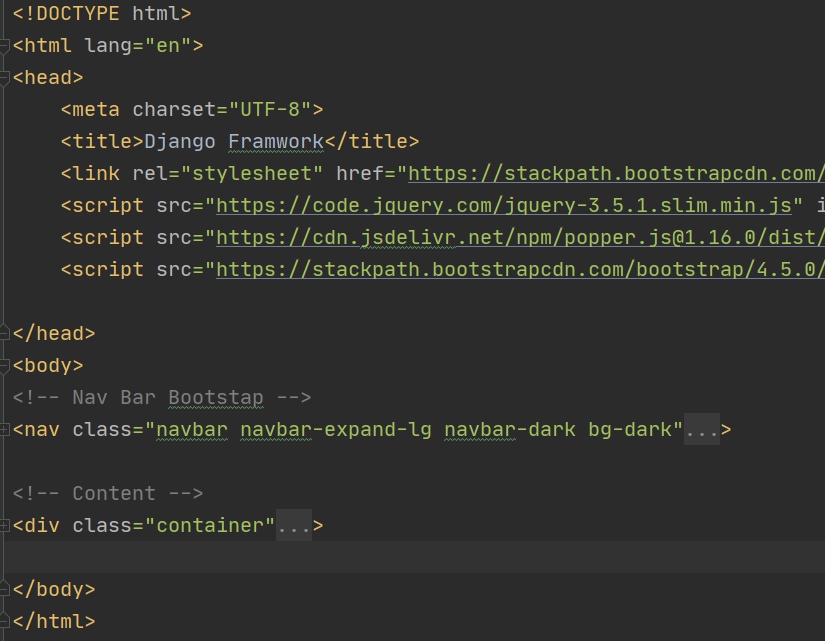 <!DOCTYPE html>
<html lang="en">
<head>
    <meta charset="UTF-8">
    <title>Django Framwork</title>
    <link rel="stylesheet" href="https://stackpath.bootstrapcdn.com/
    <script src="https://code.jquery.com/jquery-3.5.1.slim.min.js" i
    <script src="https://cdn.jsdelivr.net/npm/popper.js@1.16.0/dist/
    <script src="https://stackpath.bootstrapcdn.com/bootstrap/4.5.0/
</head>
<body>
<!-- Nav Bar Bootstap -->
<nav class="navbar navbar-expand-lg navbar-dark bg-dark"...>
<!-- Content -->
<div class="container"...>
</body>
</html>